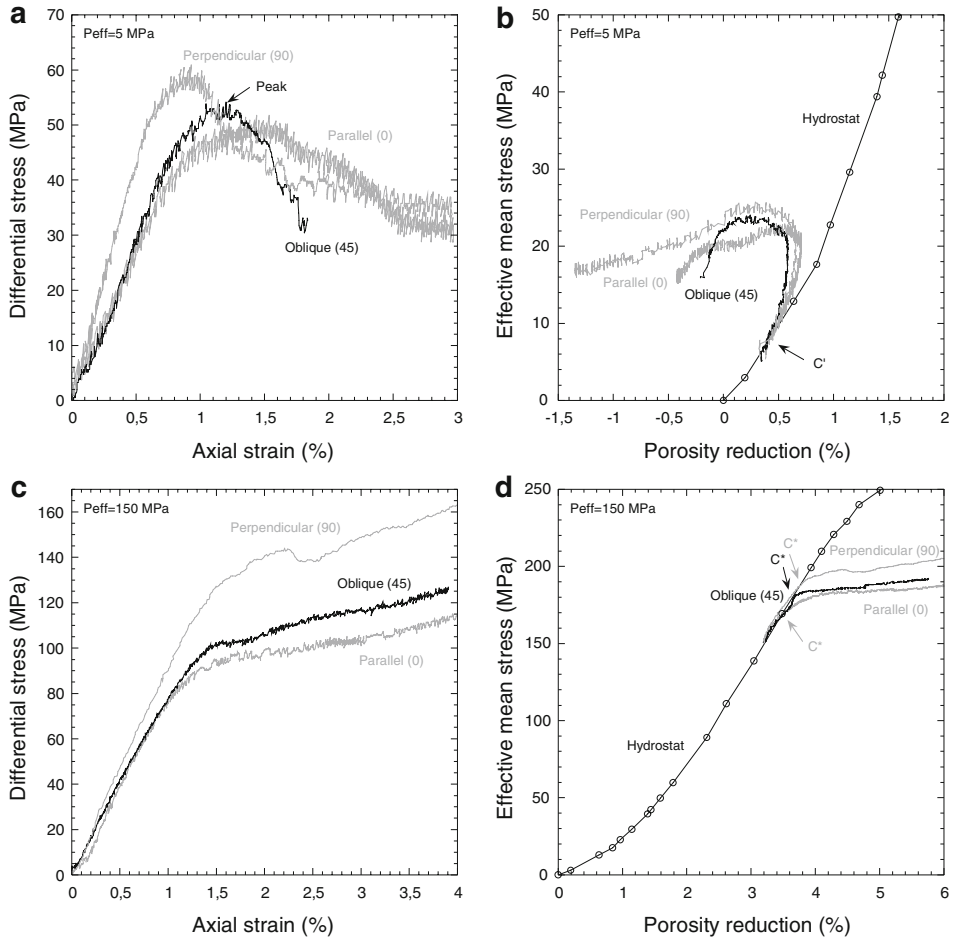 a
Peff=5 MPa
Perpendicular (90)
Peak
Parallel (0)
Oblique (45)
Differential stress (MPa)
70
60
50
40
30
20
10
0
0
0,5
1
1,5
2
2,5
3
Axial strain (%)
b
Peff=5 MPa
Hydrostat
Perpendicular (90)
Parallel (0)
Oblique (45)
C'
Effective mean stress (MPa)
50
40
30
20
10
0
-1,5
-1
-0,5
0
0,5
1
1,5
2
Porosity reduction (%)
c
Peff=150 MPa
Perpendicular (90)
Oblique (45)
Parallel (0)
Differential stress (MPa)
160
140
120
100
80
60
40
20
0
0
0,5
1
1,5
2
2,5
3
3,5
4
Axial strain (%)
d
Peff=150 MPa
C*
C*
Perpendicular (90)
Oblique (45)
Parallel (0)
C*
Hydrostat
Effective mean stress (MPa)
250
200
150
100
50
0
0
1
2
3
4
5
6
Porosity reduction (%)